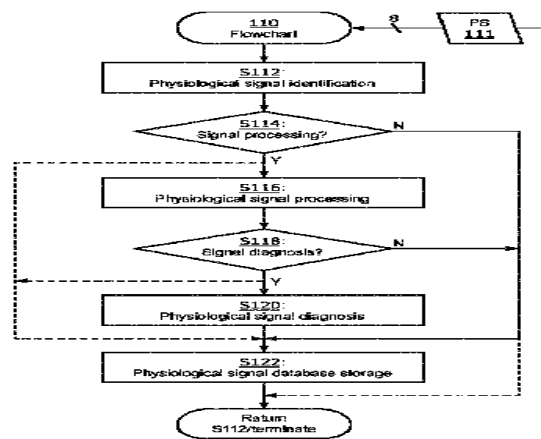 110
Flowchart
8
PS
111
S112:
Physiological signal identification
S114:
Signal processing?
N
Y
S116:
Physiological signal processing
S118:
Signal diagnosis?
N
Y
S120:
Physiological signal diagnosis
S122:
Physiological signal database storage
Return
S112/terminate